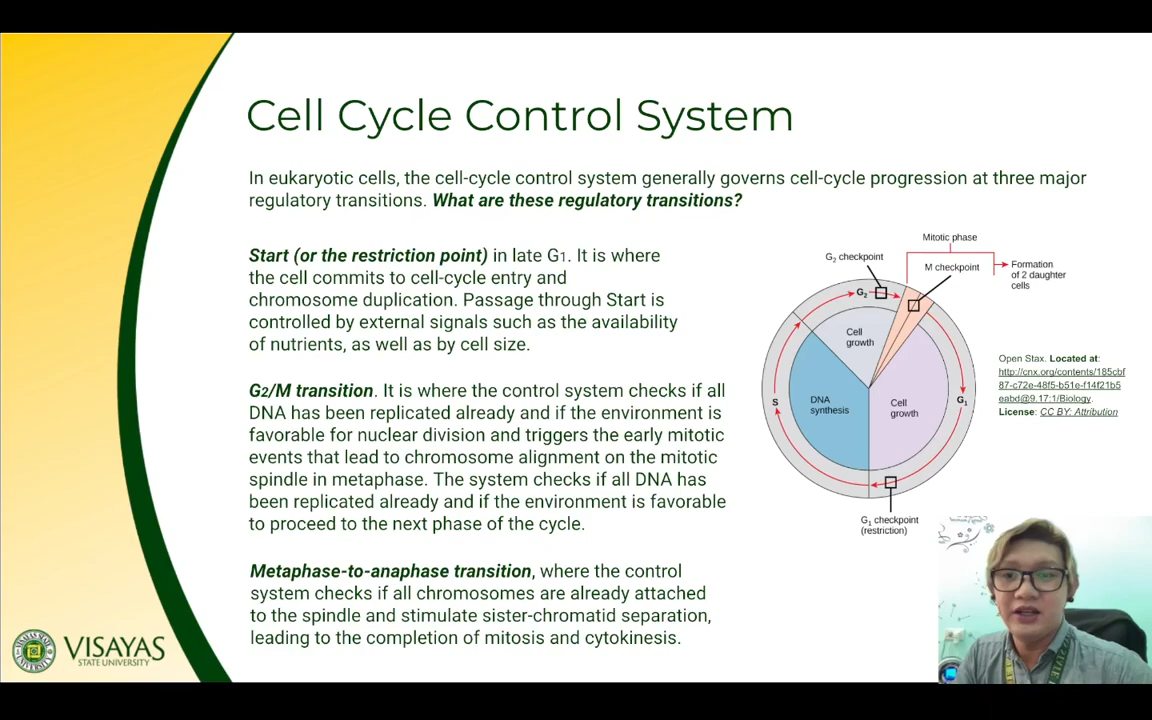 Cell Cycle Control System
In eukaryotic cells, the cell-cycle control system generally governs cell-cycle progression at three major
regulatory transitions. What are these regulatory transitions?
Start (or the restriction point) in late G1. It is where
the cell commits to cell-cycle entry and
chromosome duplication. Passage through Start is
controlled by external signals such as the availability
of nutrients, as well as by cell size.
G2/M transition. It is where the control system checks if all
DNA has been replicated already and if the environment is
favorable for nuclear division and triggers the early mitotic
events that lead to chromosome alignment on the mitotic
spindle in metaphase. The system checks if all DNA has
been replicated already and if the environment is favorable
to proceed to the next phase of the cycle.
Metaphase-to-anaphase transition, where the control
system checks if all chromosomes are already attached
to the spindle and stimulate sister-chromatid separation,
leading to the completion of mitosis and cytokinesis.
Mitotic phase
G2 checkpoint
M checkpoint
Formation
of 2 daughter
cells
G2
Cell
growth
DNA
synthesis
Cell
growth
S
G1
G1 checkpoint
(restriction)
Open Stax. Located at:
http://cnx.org/contents/185cbf
87-c72e-48f5-b51e-f14f21b5
eabd@9.17:1/Biology.
License: CC BY: Attribution
VISAYAS
STATE UNIVERSITY